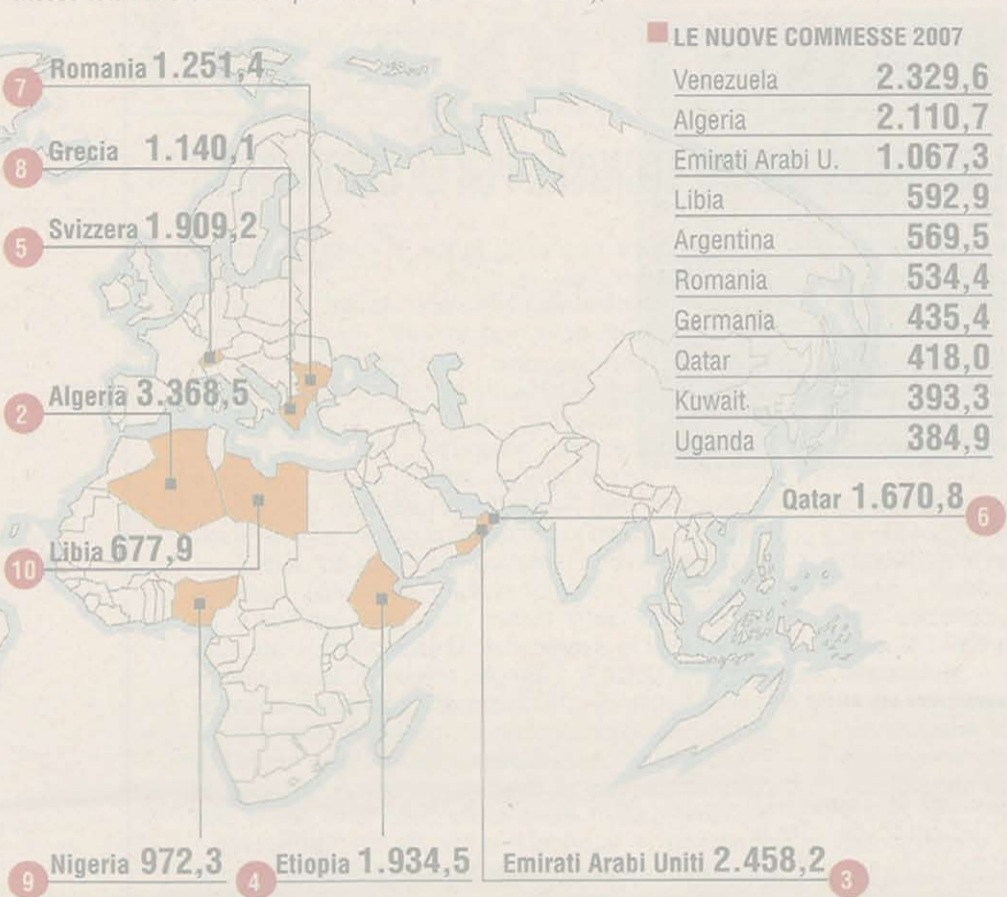 LE NUOVE COMMESSE 2007
Venezuela 2.329,6
Algeria 2.110,7
Emirati Arabi U. 1.067,3
Libia 592,9
Argentina 569,5
Romania 534,4
Germania 435,4
Qatar 418,0
Kuwait 393,3
Uganda 384,9
7 Romania 1.251,4
8 Grecia 1.140,1
5 Svizzera 1.909,2
2 Algeria 3.368,5
Qatar 1.670,8 6
10 Libia 677,9
9 Nigeria 972,3
4 Etiopia 1.934,5
Emirati Arabi Uniti 2.458,2 3